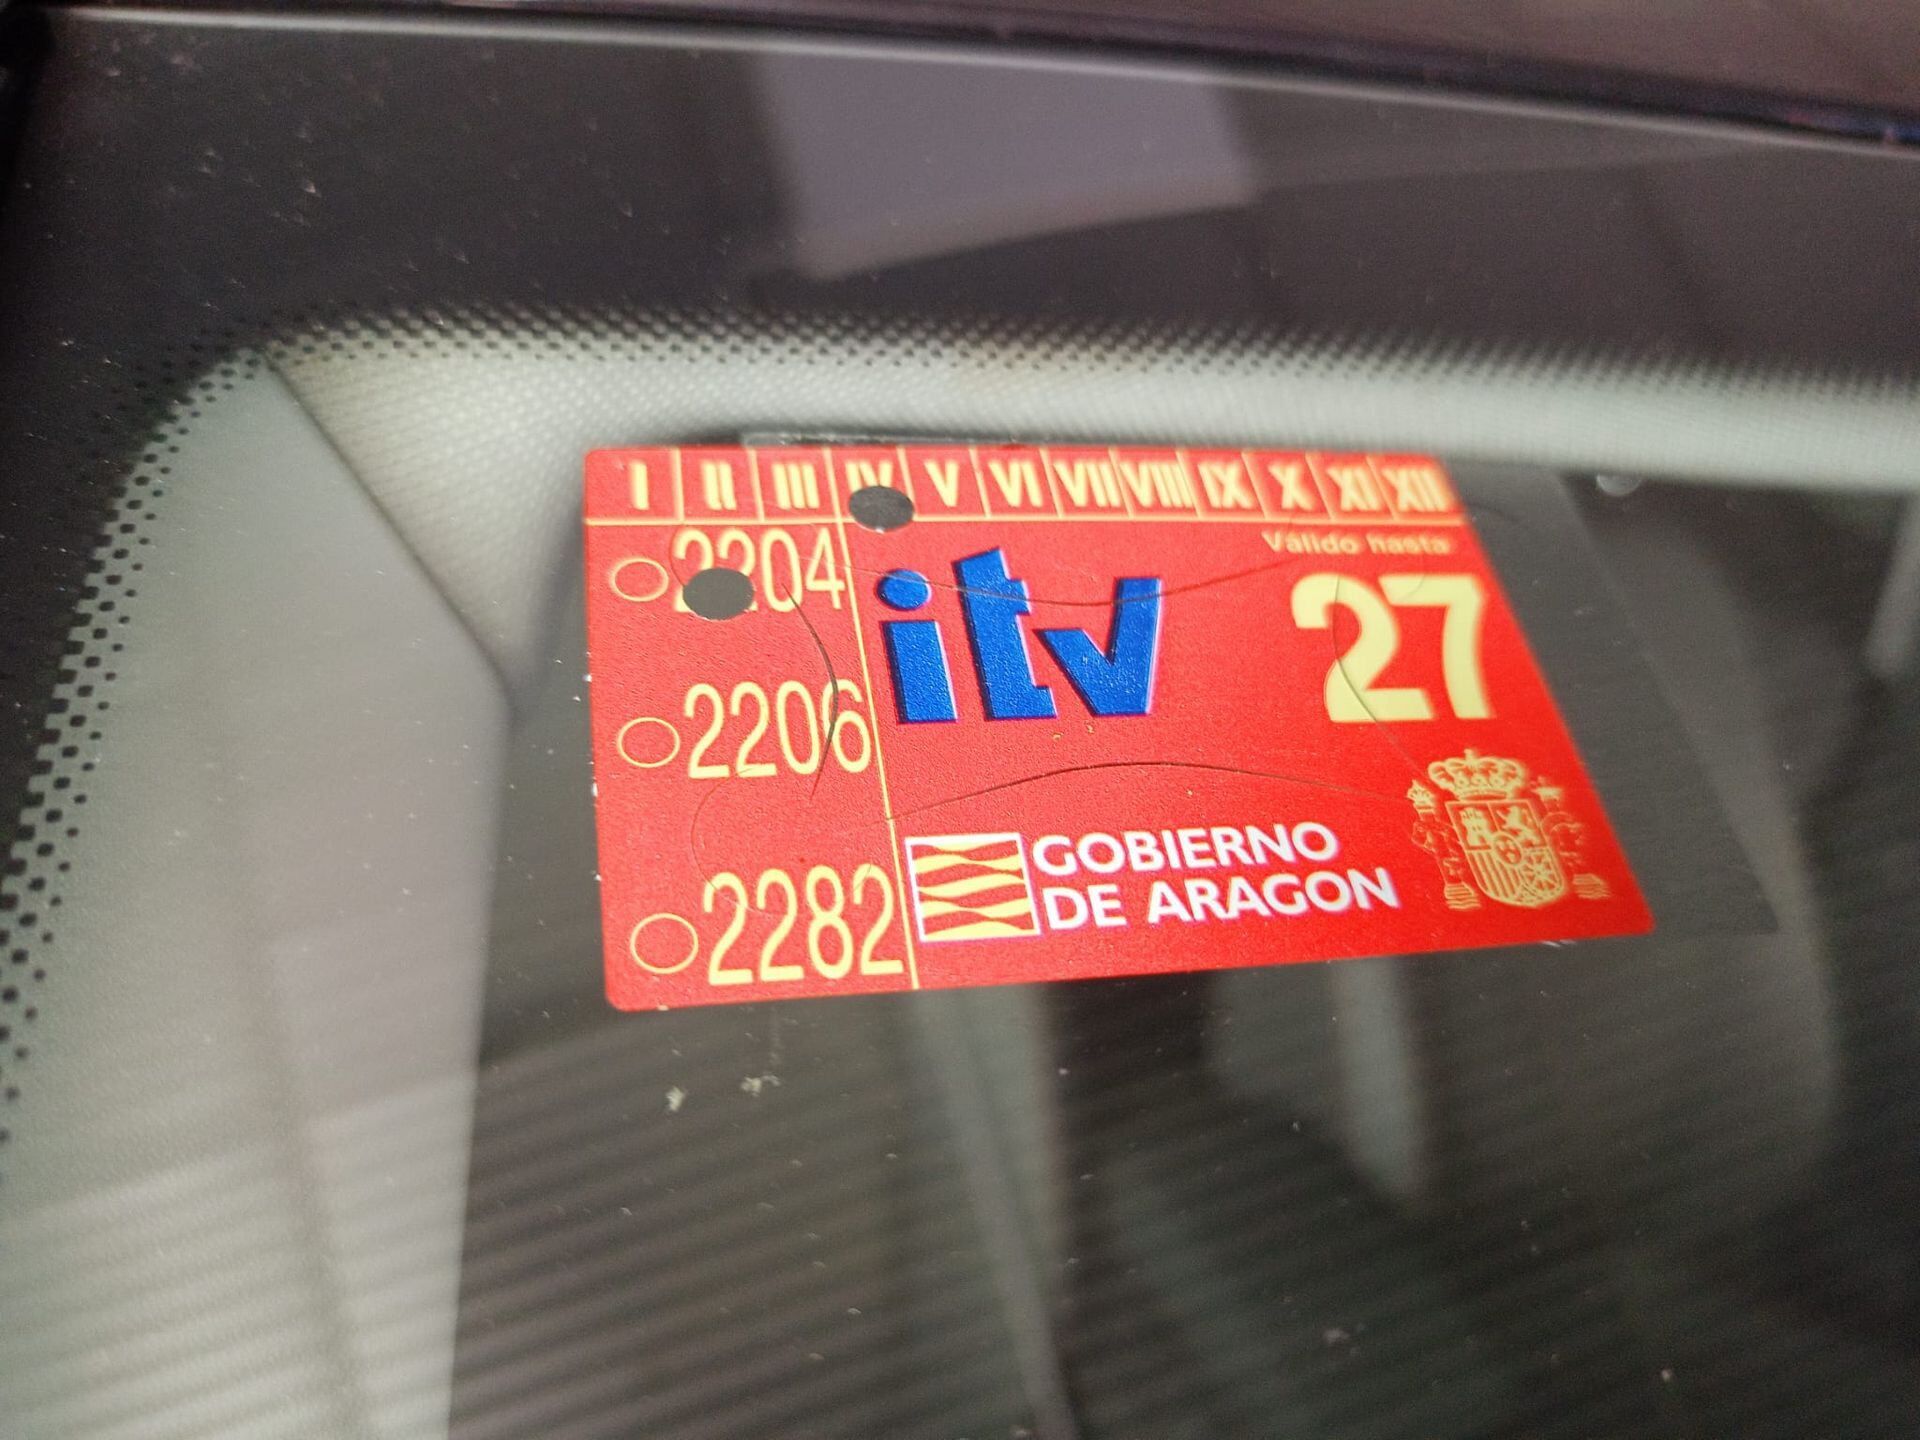 I II III IV V VI VII VIII IX X XI XII
Válido hasta
2204
itv
27
2206
2282
GOBIERNO
DE ARAGON